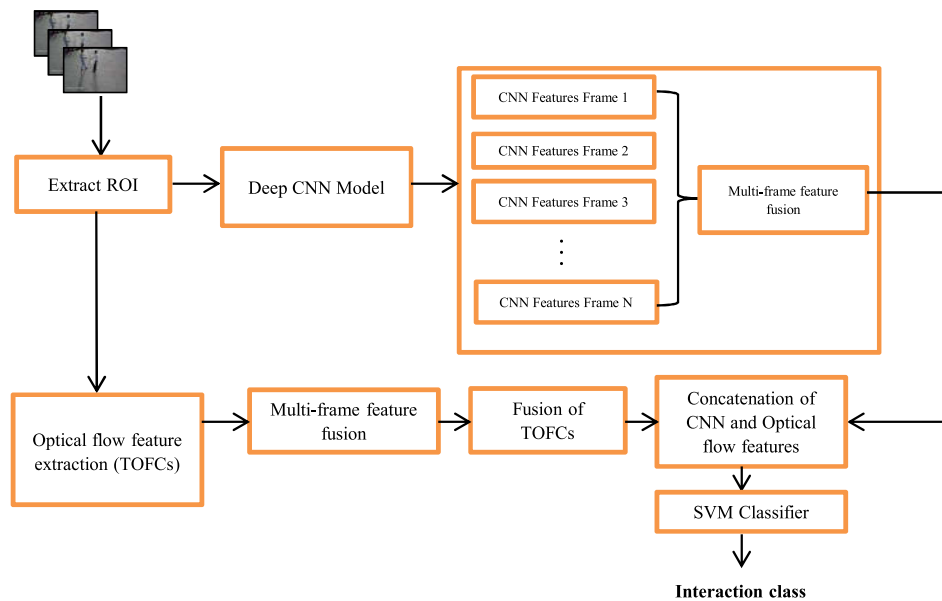 CNN Features Frame 1
CNN Features Frame 2
Extract ROI
Deep CNN Model
CNN Features Frame 3
Multi-frame feature
fusion
CNN Features Frame N
Optical flow feature
extraction (TOFCs)
Multi-frame feature
fusion
Fusion of
TOFCs
Concatenation of
CNN and Optical
flow features
SVM Classifier
Interaction class